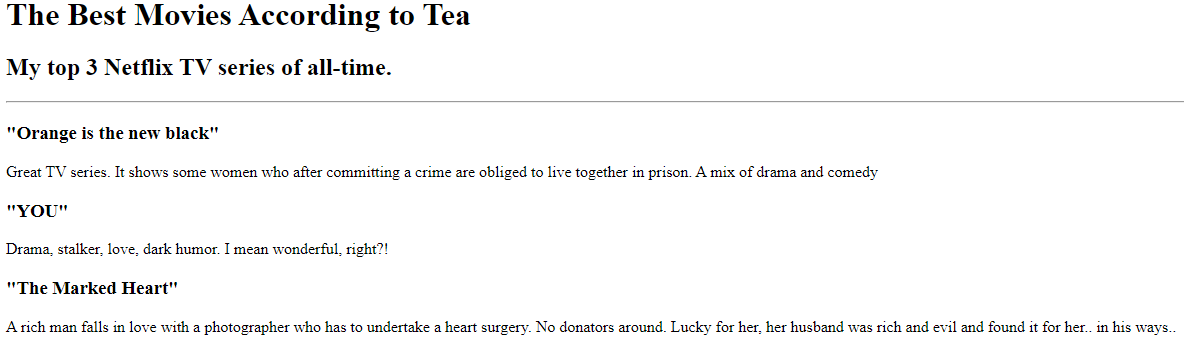 The Best Movies According to Tea
My top 3 Netflix TV series of all-time.
"Orange is the new black"
Great TV series. It shows some women who after committing a crime are obliged to live together in prison. A mix of drama and comedy
"YOU"
Drama, stalker, love, dark humor. I mean wonderful, right?!
"The Marked Heart"
A rich man falls in love with a photographer who has to undertake a heart surgery. No donators around. Lucky for her, her husband was rich and evil and found it for her.. in his ways..